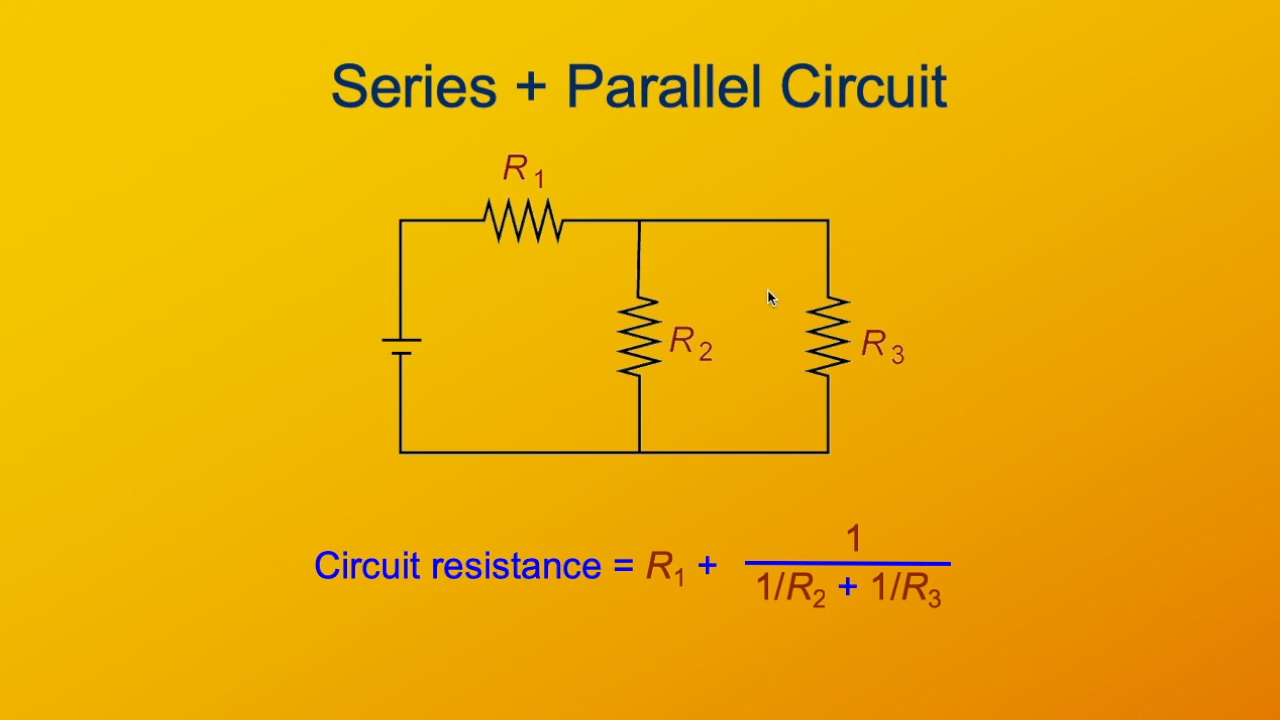 Series + Parallel Circuit
R1
R2
R3
Circuit resistance = R1 + 1
1/R2 + 1/R3